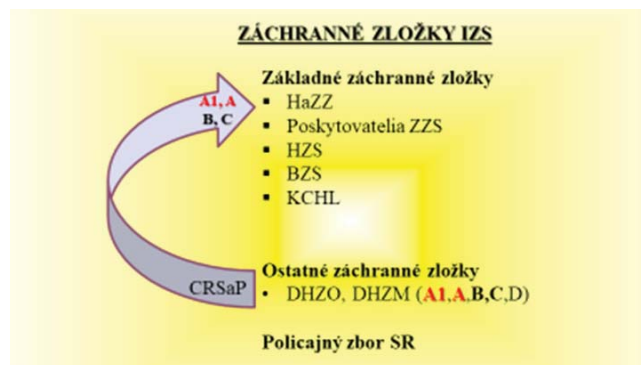 ZÁCHRANNÉ ZLOŽKY IZS
Základné záchranné zložky
▪ HaZZ
▪ Poskytovatelia ZZS
▪ HZS
▪ BZS
▪ KCHL
A1, A
B, C
CRSaP
Ostatné záchranné zložky
• DHZO, DHZM (A1,A,B,C,D)
Policajný zbor SR